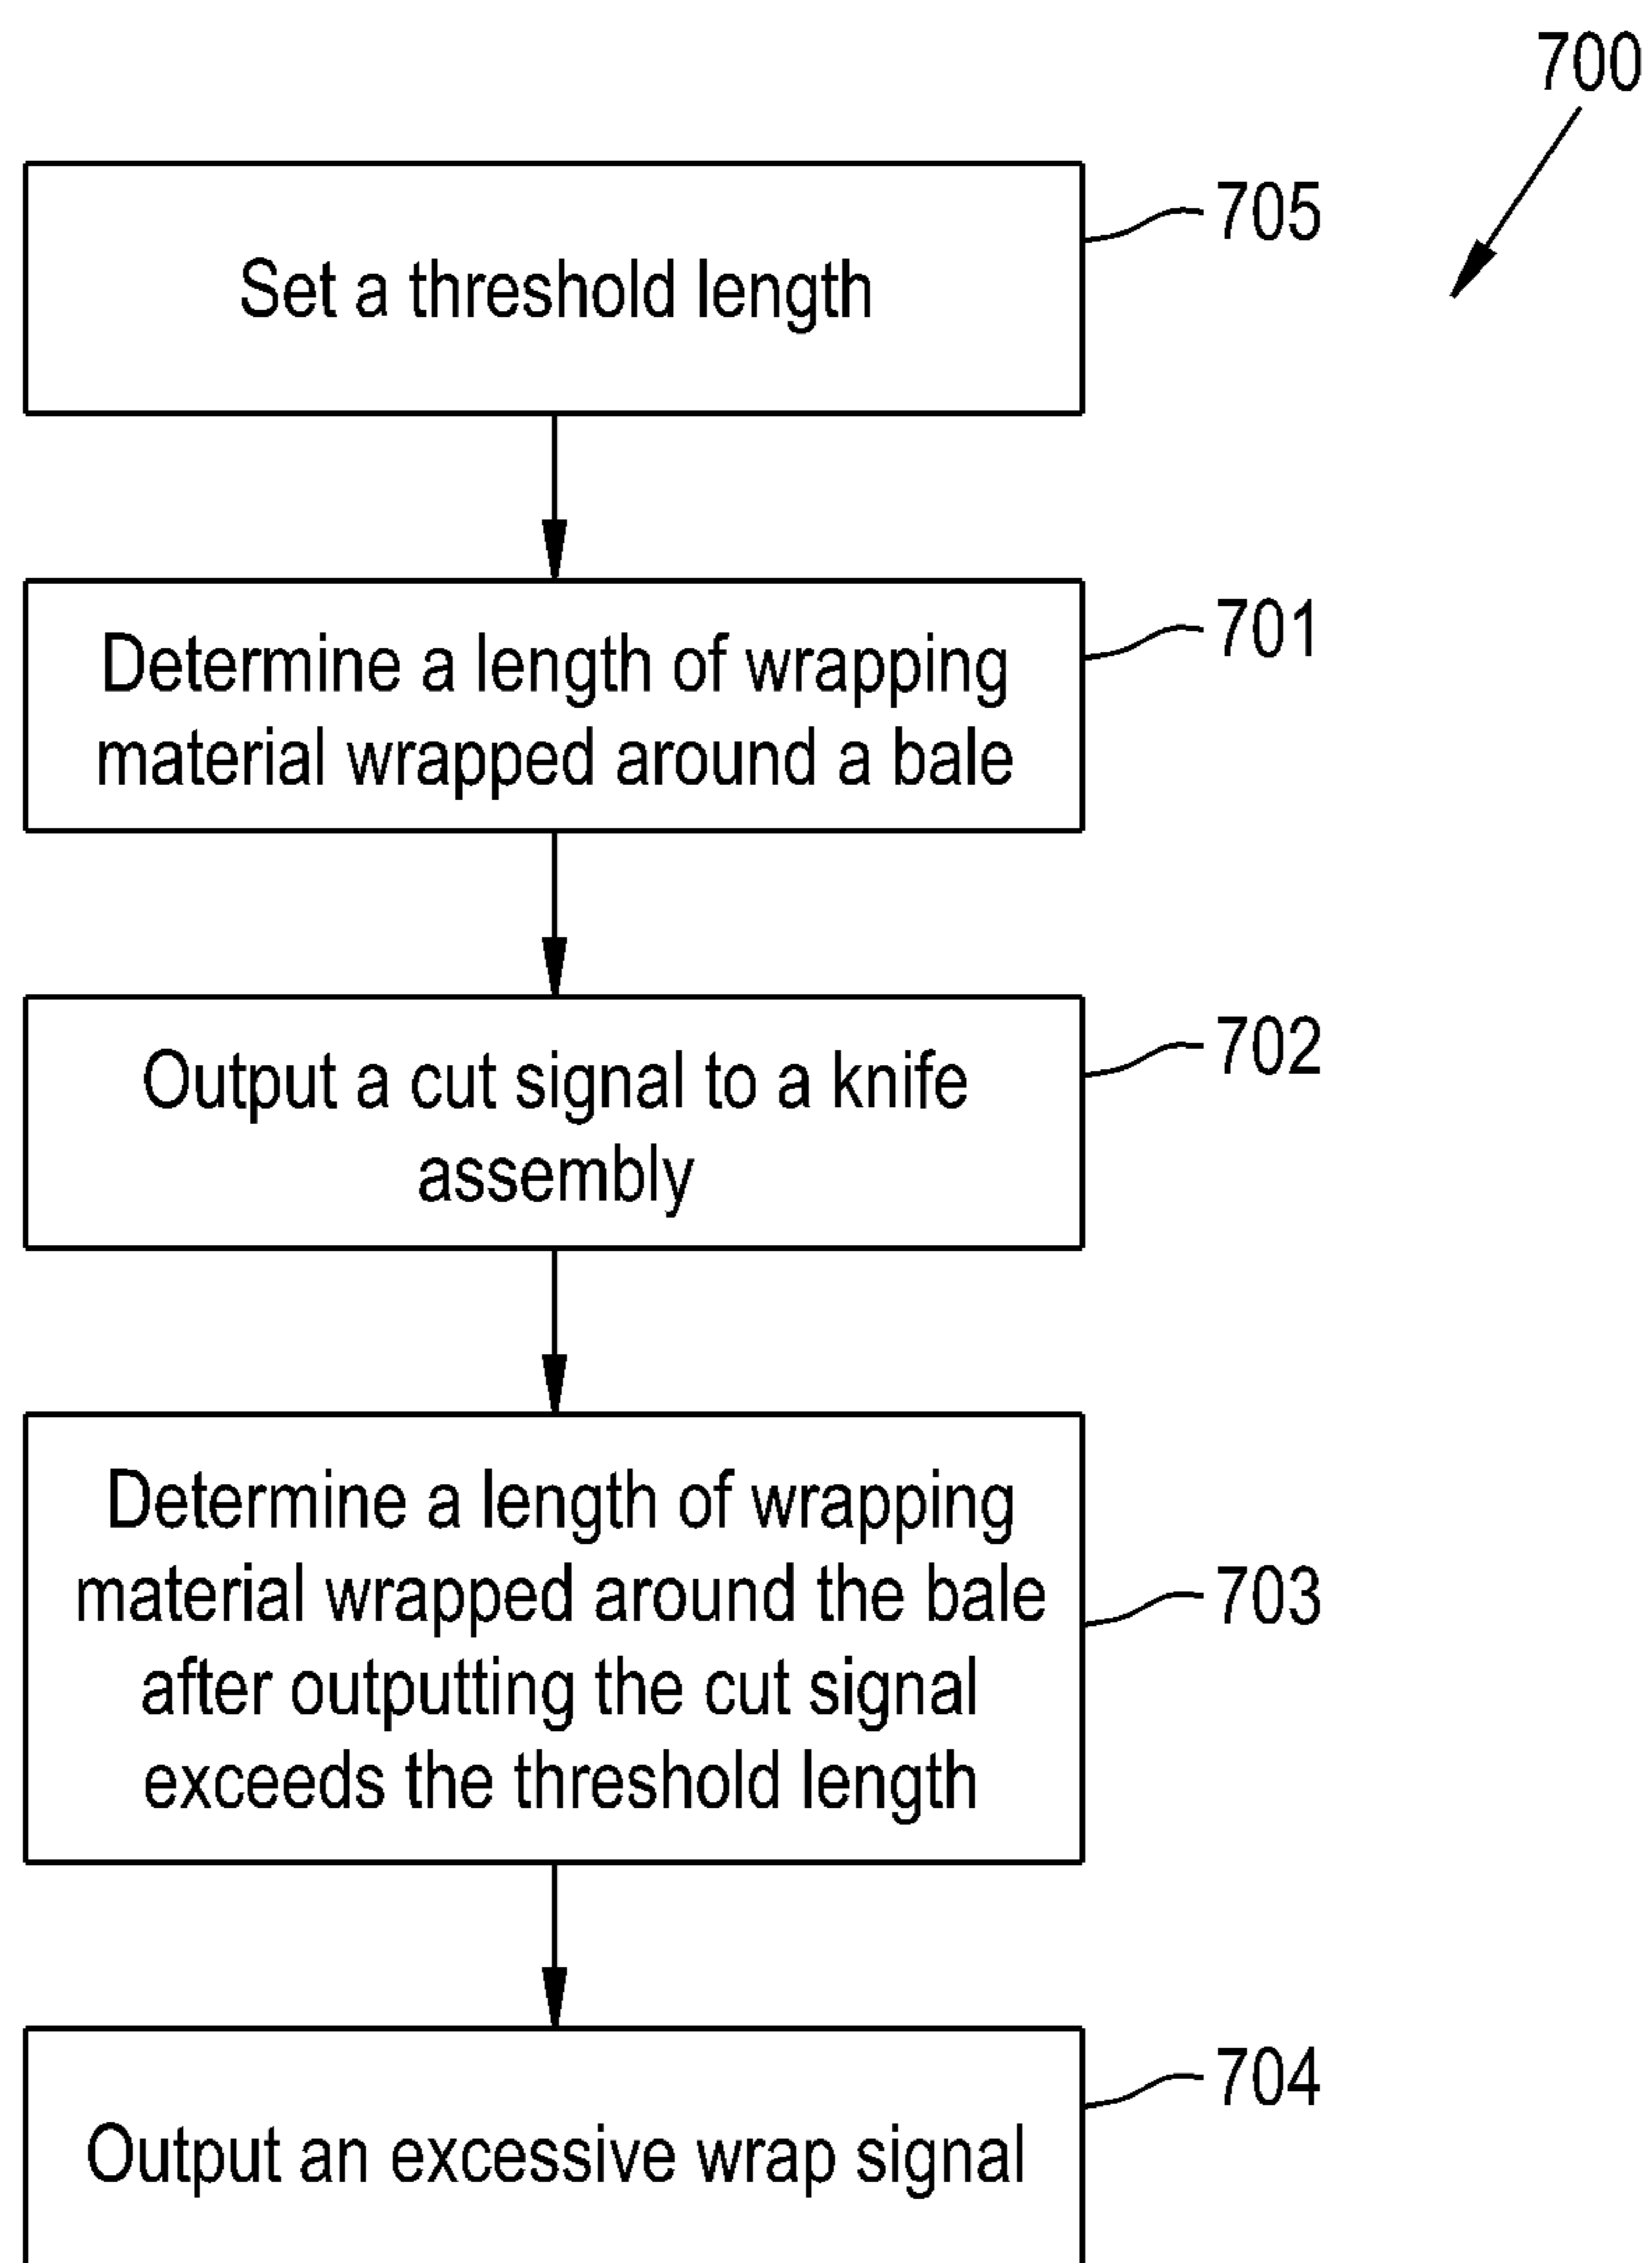 700
705
Set a threshold length
701
Determine a length of wrapping
material wrapped around a bale
702
Output a cut signal to a knife
assembly
Determine a length of wrapping
material wrapped around the bale
703
after outputting the cut signal
exceeds the threshold length
704
Output an excessive wrap signal